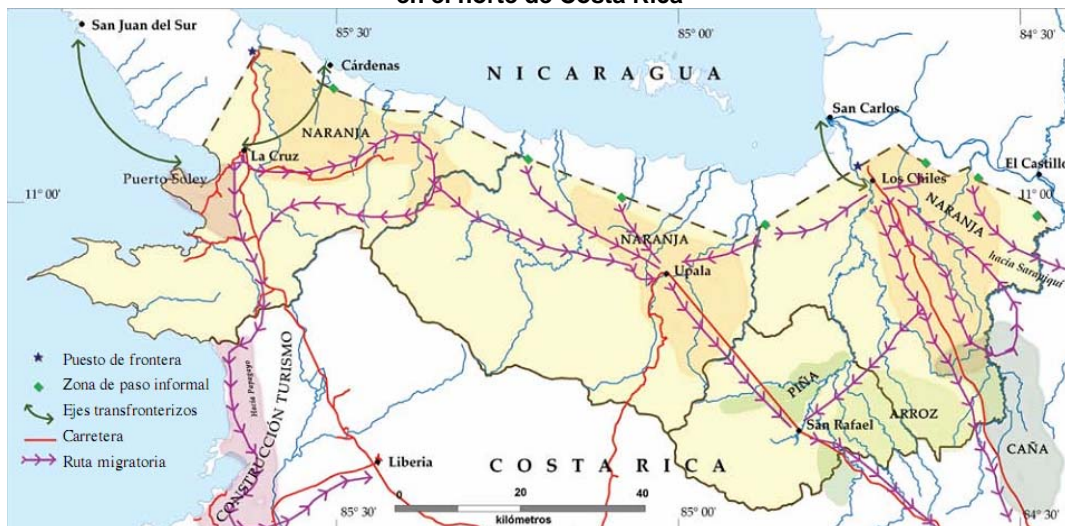 en el norte de Costa Rica
85° 30'
85° 00'
84° 30'
San Juan del Sur
Cárdenas
NICARAGUA
San Carlos
NARANJA
La Cruz
El Castillo
Puerto Soley
Los Chiles
11° 00'
11° 00'
NARANJA
NARANJA
Upala
hacia Sarapiquí
Puesto de frontera
Zona de paso informal
Ejes transfronterizos
Carretera
Ruta migratoria
Hacia Papagayo
CONSTRUCCIÓN TURISMO
PIÑA
ARROZ
San Rafael
CAÑA
Liberia
COSTA RICA
0 20 40
kilómetros
85° 30'
85° 00'
84° 30'